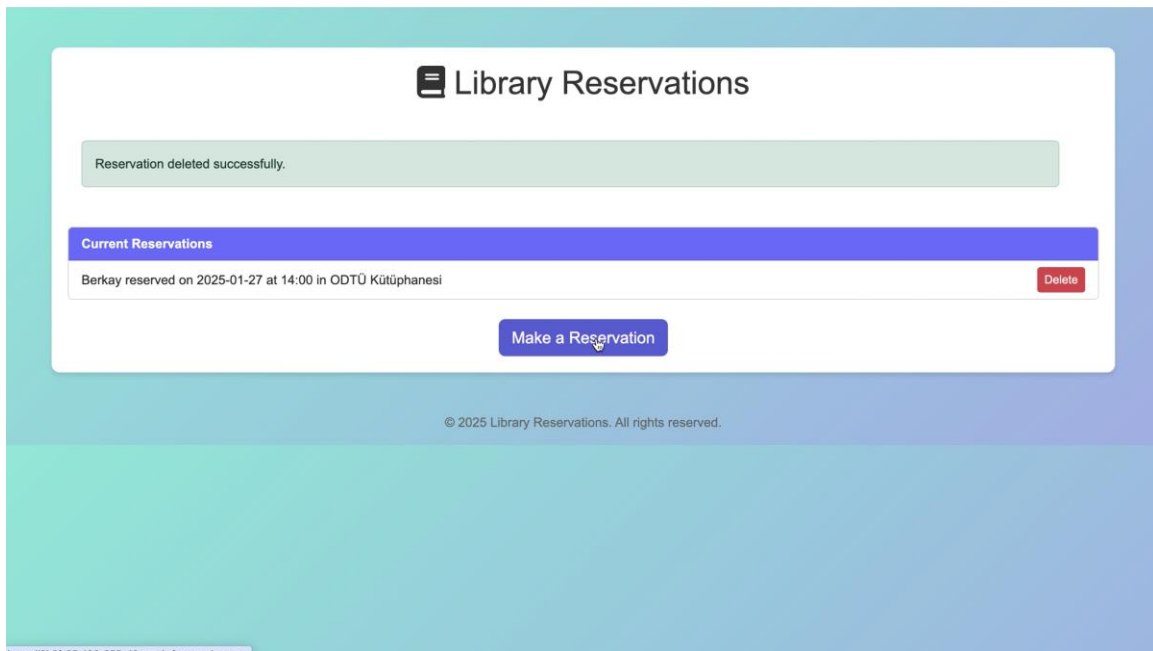 Library Reservations
Reservation deleted successfully.
Current Reservations
Berkay reserved on 2025-01-27 at 14:00 in ODTÜ Kütüphanesi
Delete
Make a Reservation
© 2025 Library Reservations. All rights reserved.